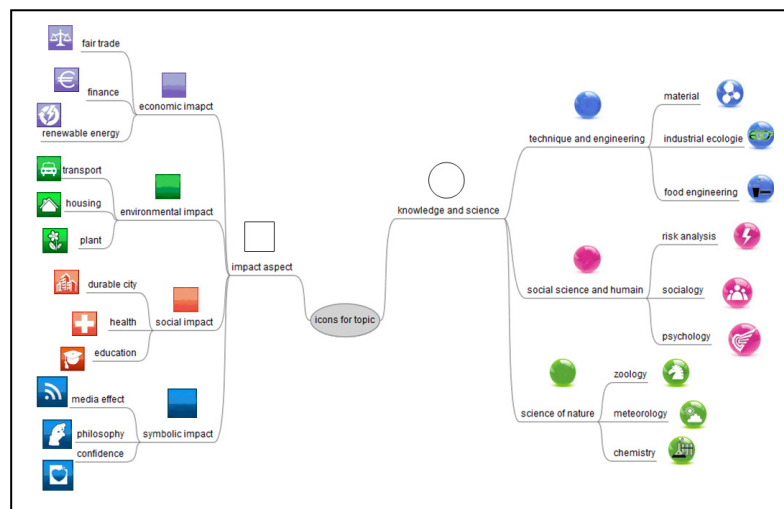 fair trade
finance
renewable energy
economic imapct
transport
housing
plant
environmental impact
impact aspect
durable city
health
education
social impact
media effect
philosophy
confidence
symbolic impact
icons for topic
knowledge and science
technique and engineering
material
industrial ecologie
food engineering
social science and humain
risk analysis
socialogy
psychology
science of nature
zoology
meteorology
chemistry